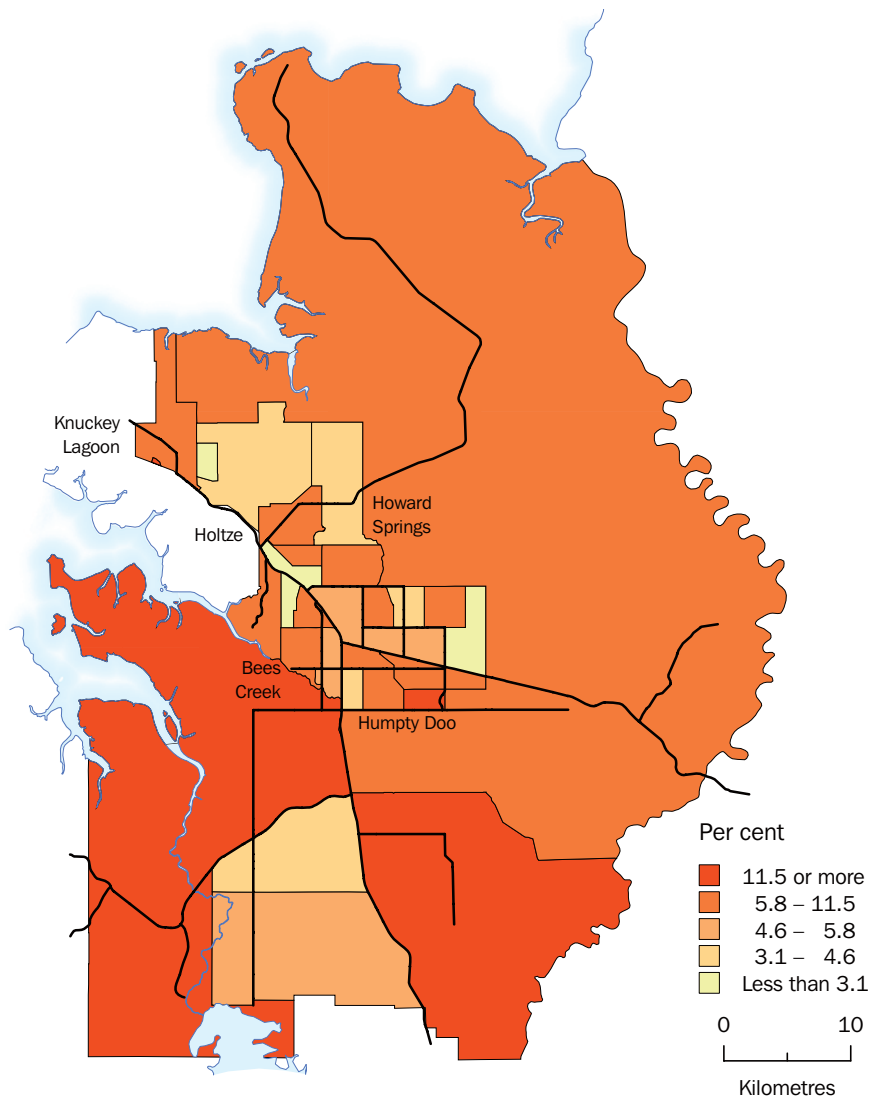 Knuckey
Lagoon
Howard
Springs
Holtze
Bees
Creek
Humpty Doo
Per cent
11.5 or more
5.8 – 11.5
4.6 – 5.8
3.1 – 4.6
Less than 3.1
0 10
Kilometres